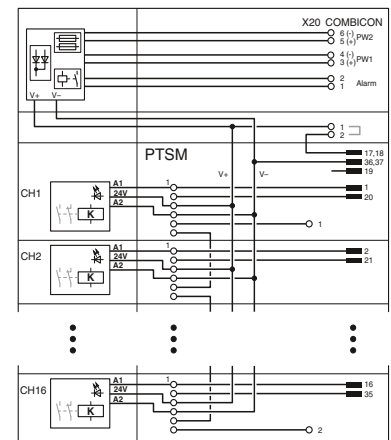 X20 COMBICON
6 (-)
5 (+)
PW2
4 (-)
3 (+)
PW1
2
1
Alarm
V+ V–
1
2
PTSM
17,18
36,37
19
V+ V–
CH1
A1
24V
A2
K
1
1
20
1
CH2
A1
24V
A2
K
1
2
21
CH16
A1
24V
A2
K
1
16
35
2